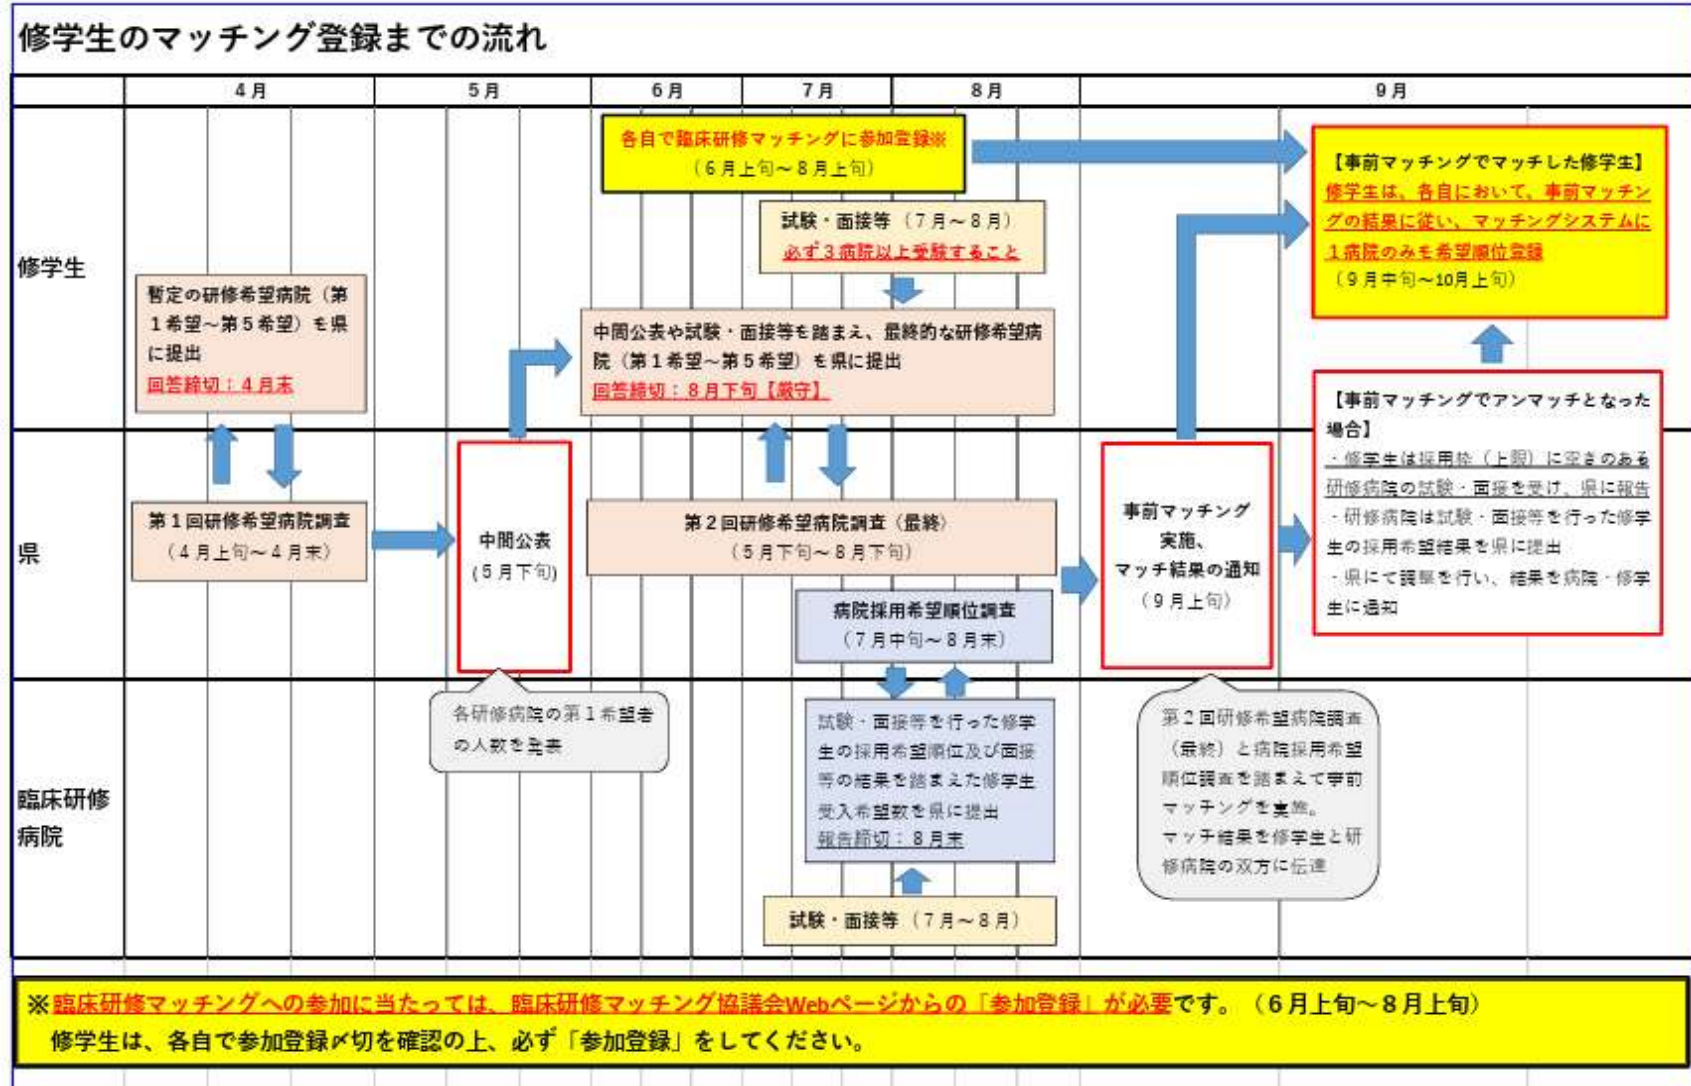 修学生のマッチング登録までの流れ
4月
5月
6月
7月
8月
9月
修学生
各自で臨床研修マッチングに参加登録※
（6月上旬～8月上旬）
試験・面接等（7月～8月）
必ず3病院以上受験すること
暫定の研修希望病院（第
1希望～第5希望）を県
に提出
回答締切：4月末
中間公表や試験・面接等を踏まえ、最終的な研修希望病
院（第1希望～第5希望）を県に提出
回答締切：8月下旬【厳守】
【事前マッチングでマッチした修学生】
修学生は、各自において、事前マッチン
グの結果に従い、マッチングシステムに
1病院のみを希望順位登録
（9月中旬～10月上旬）
【事前マッチングでアンマッチとなった
場合】
・修学生は採用枠（上限）に空きのある
研修病院の試験・面接を受け、県に報告
・研修病院は試験・面接等を行った修学
生の採用希望結果を県に提出
・県にて調整を行い、結果を病院・修学
生に通知
県
第1回研修希望病院調査
（4月上旬～4月末）
中間公表
(5月下旬)
第2回研修希望病院調査（最終）
（5月下旬～8月下旬）
病院採用希望順位調査
（7月中旬～8月末）
事前マッチング
実施、
マッチ結果の通知
（9月上旬）
臨床研修
病院
各研修病院の第1希望者
の人数を発表
試験・面接等を行った修学
生の採用希望順位及び面接
等の結果を踏まえた修学生
受入希望数を県に提出
報告締切：8月末
試験・面接等（7月～8月）
第2回研修希望病院調査
（最終）と病院採用希望
順位調査を踏まえて事前
マッチングを実施。
マッチ結果を修学生と研
修病院の双方に伝達
※臨床研修マッチングへの参加に当たっては、臨床研修マッチング協議会Webページからの「参加登録」が必要です。（6月上旬～8月上旬）
修学生は、各自で参加登録〆切を確認の上、必ず「参加登録」をしてください。